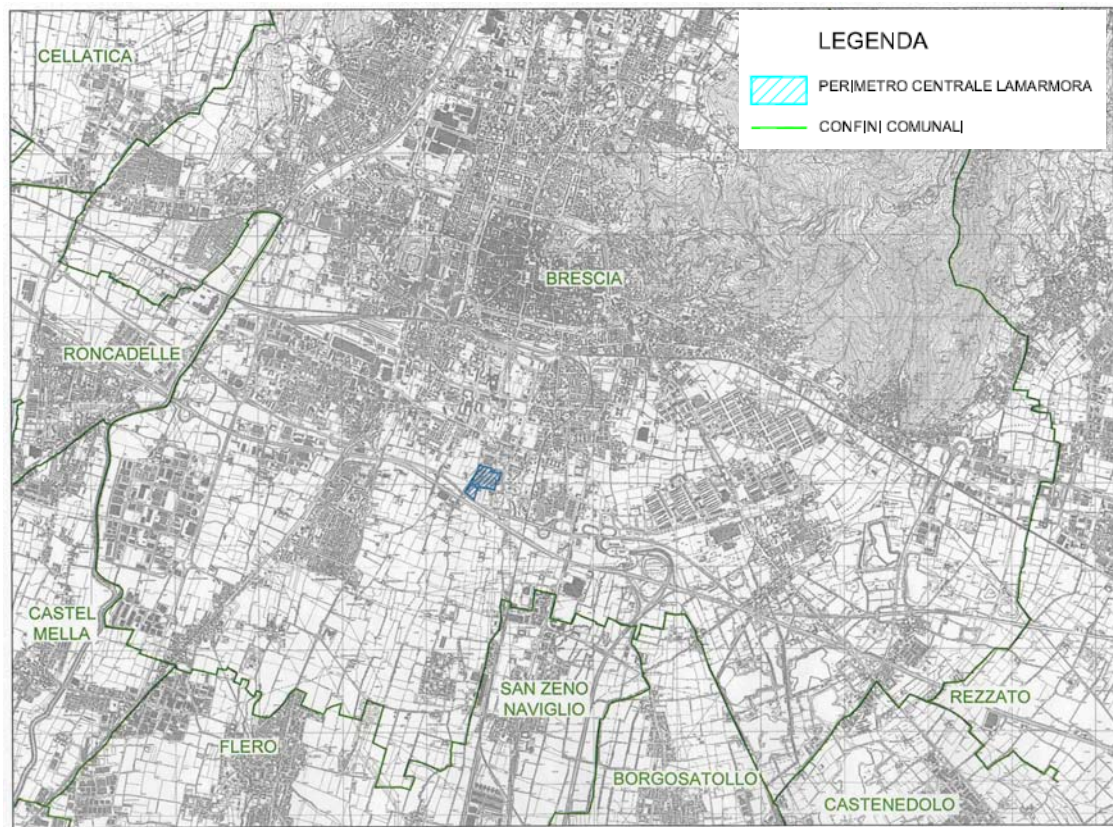 LEGENDA
PERIMETRO CENTRALE LAMARMORA
CONFINI COMUNALI
CELLATICA
BRESCIA
RONCADELLE
CASTEL
MELLA
SAN ZENO
NAVIGLIO
REZZATO
FLERO
BORGOSATOLLO
CASTENEDOLO